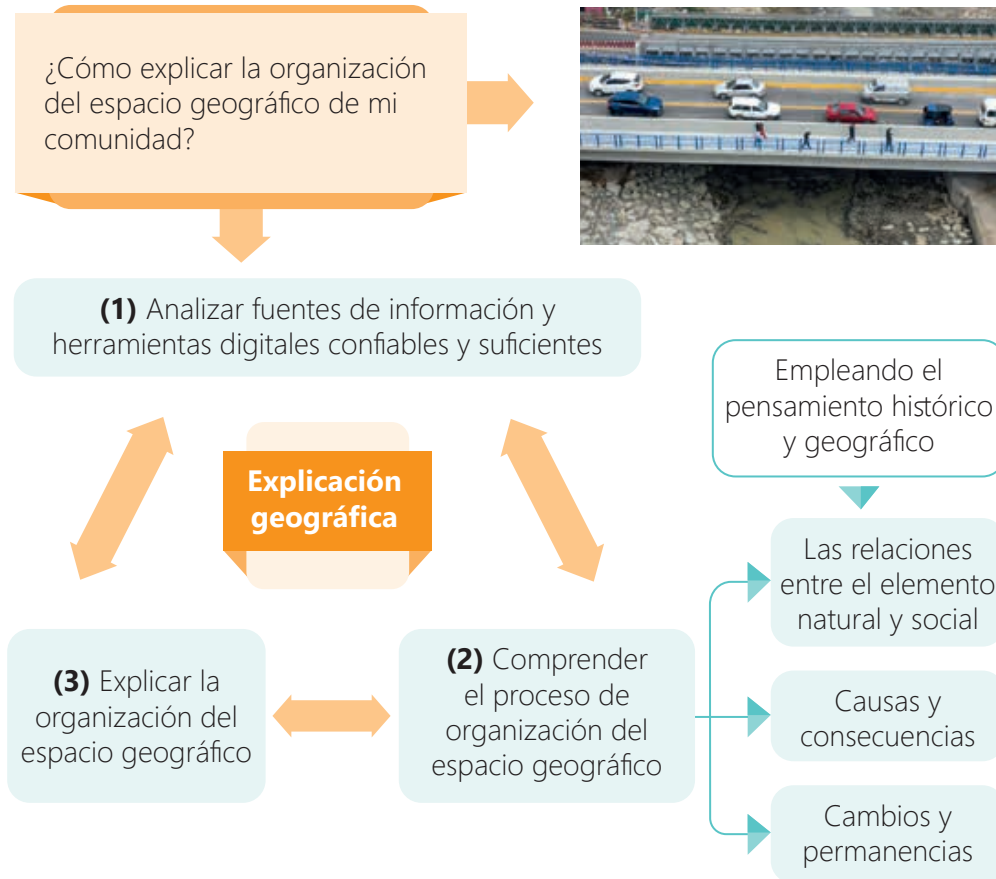 ¿Cómo explicar la organización
del espacio geográfico de mi
comunidad?
(1) Analizar fuentes de información y
herramientas digitales confiables y suficientes
Explicación
geográfica
(3) Explicar la
organización del
espacio geográfico
(2) Comprender
el proceso de
organización del
espacio geográfico
Empleando el
pensamiento histórico
y geográfico
Las relaciones
entre el elemento
natural y social
Causas y
consecuencias
Cambios y
permanencias